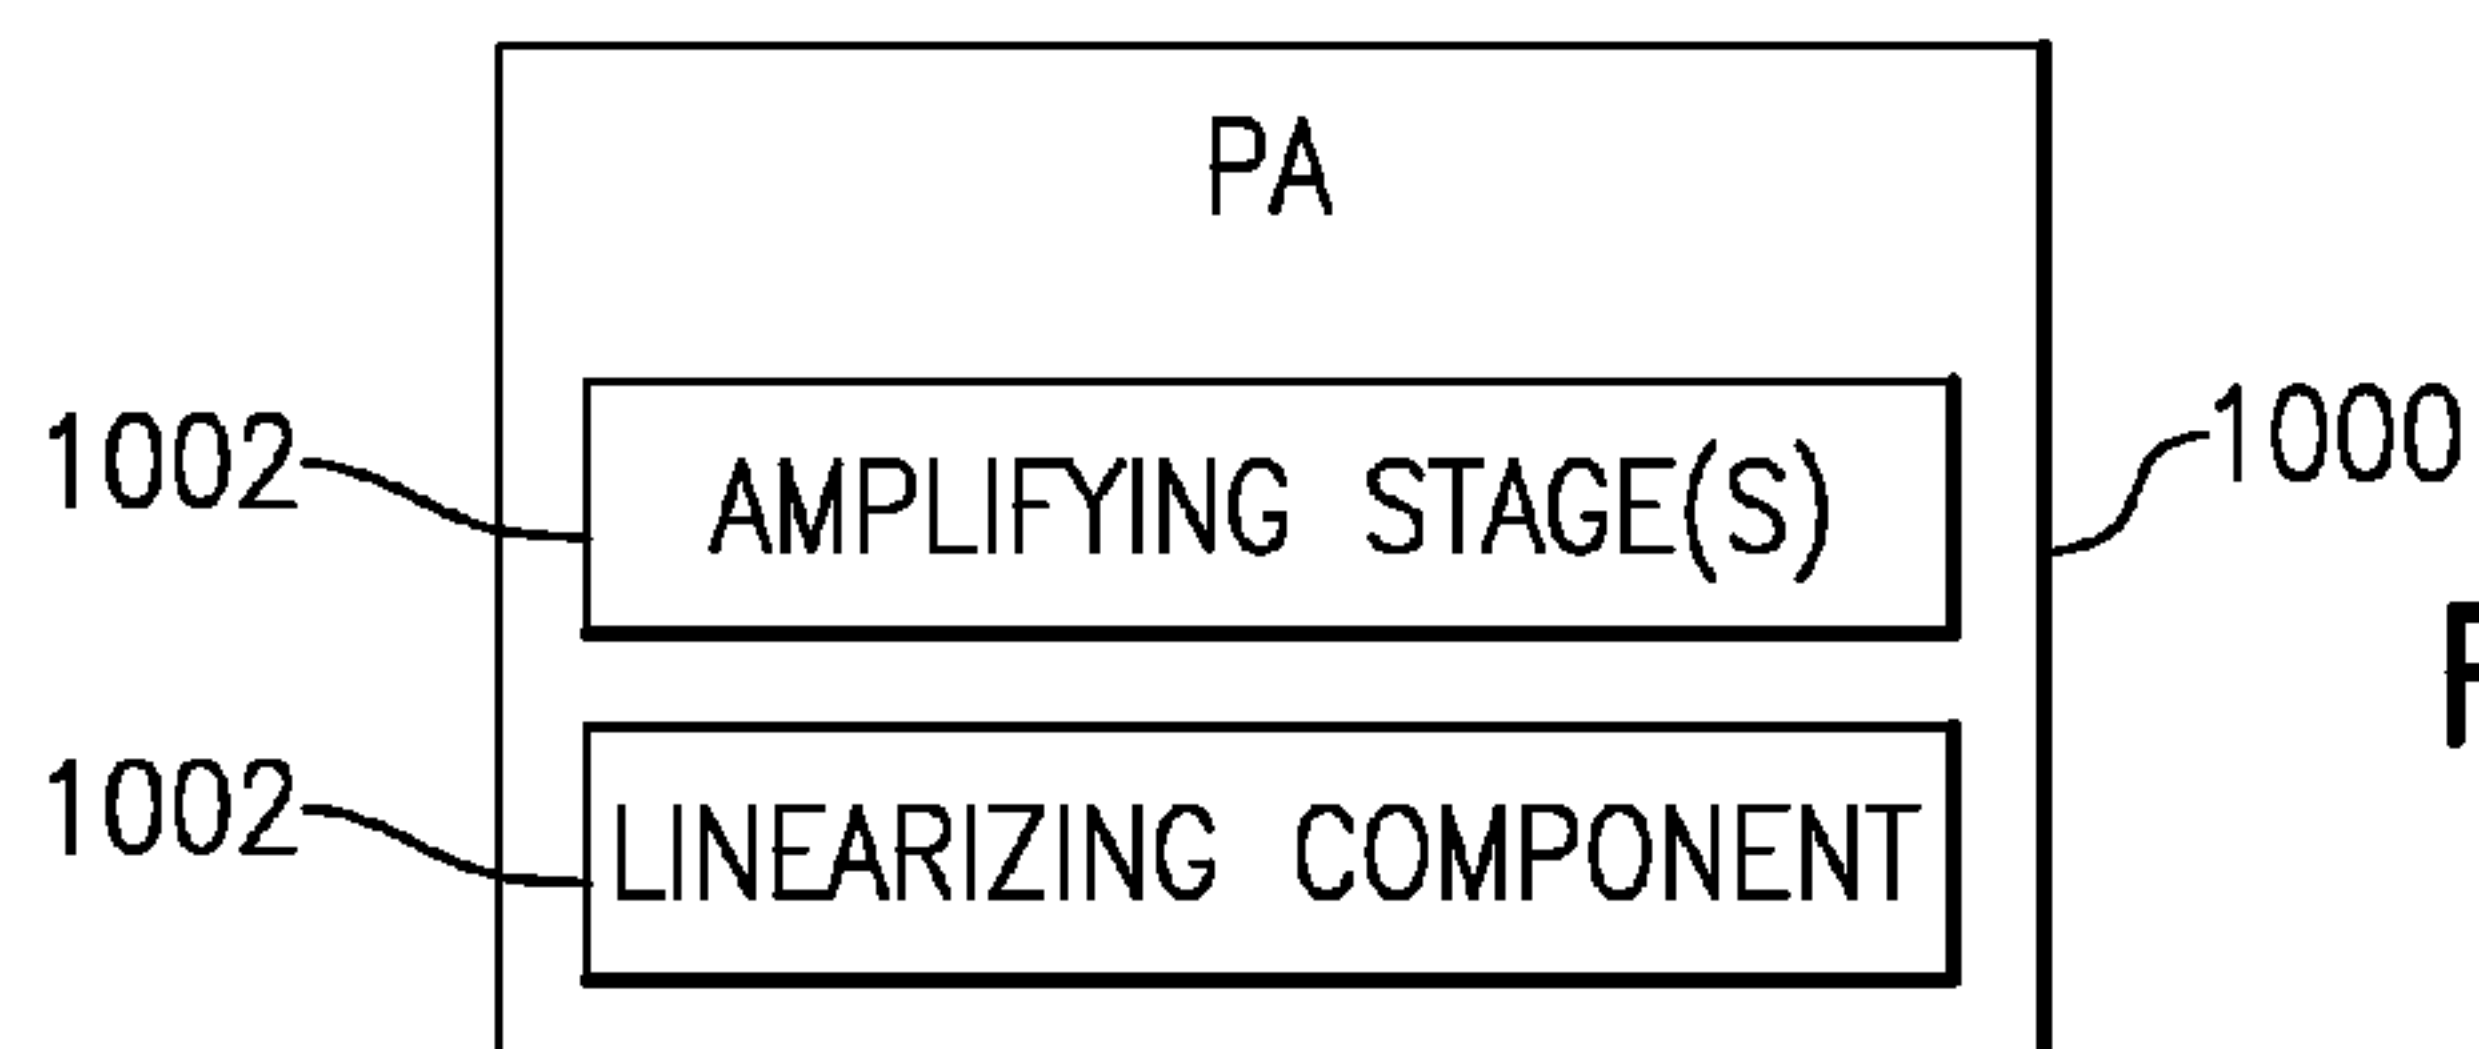 PA
1002
AMPLIFYING STAGE(S)
1000
1002
LINEARIZING COMPONENT